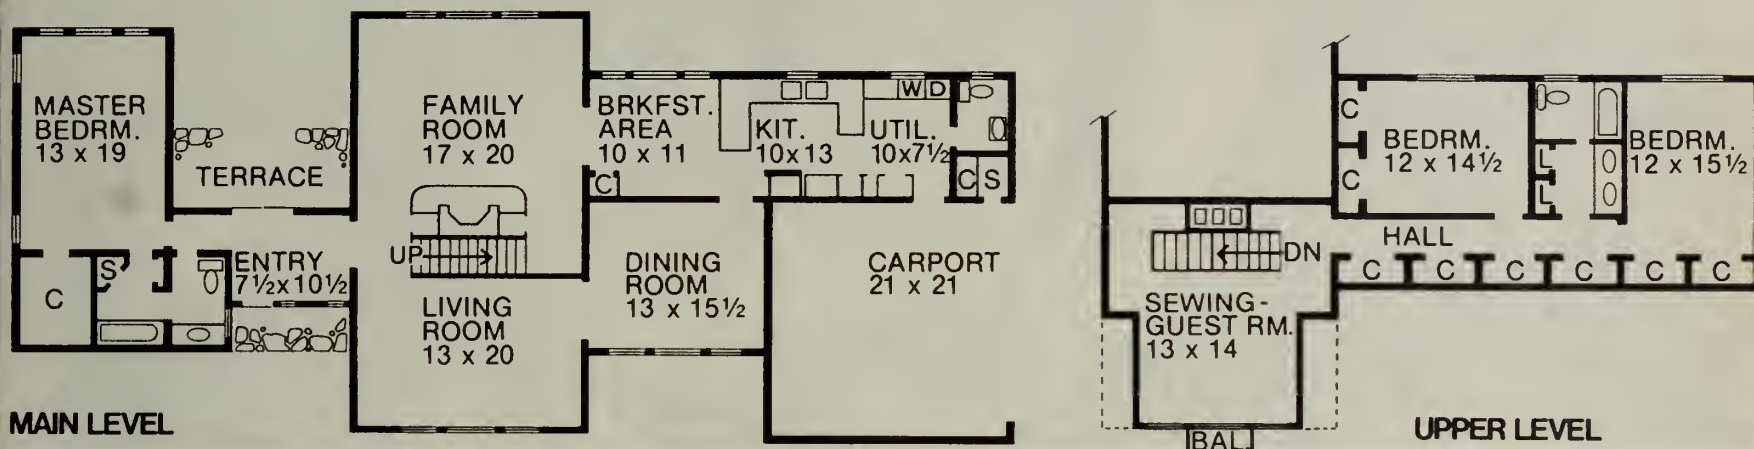 MASTER
BEDRM.
13 x 19
TERRACE
C
S
ENTRY
7½x10½
FAMILY
ROOM
17 x 20
UP
LIVING
ROOM
13 x 20
BRKFST.
AREA
10 x 11
C
KIT.
10x13
W D
UTIL.
10x7½
C S
DINING
ROOM
13 x 15½
CARPORT
21 x 21
MAIN LEVEL
C
C
BEDRM.
12 x 14½
L
L
BEDRM.
12 x 15½
HALL
DN
C C C C C C
SEWING-
GUEST RM.
13 x 14
BAL.
UPPER LEVEL